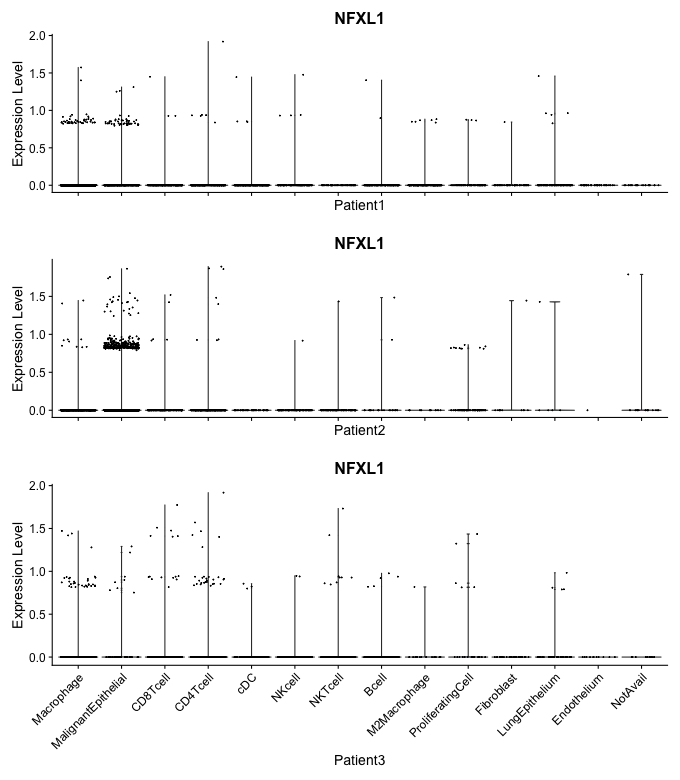 NFXL1
Expression Level
2.0
1.5
1.0
0.5
0.0
Patient1
NFXL1
Expression Level
1.5
1.0
0.5
0.0
Patient2
NFXL1
Expression Level
2.0
1.5
1.0
0.5
0.0
Macrophage
MalignantEpithelial
CD8Tcell
CD4Tcell
cDC
NKcell
NKTcell
Bcell
M2Macrophage
ProliferatingCell
Fibroblast
LungEpithelium
Endothelium
NotAvail
Patient3